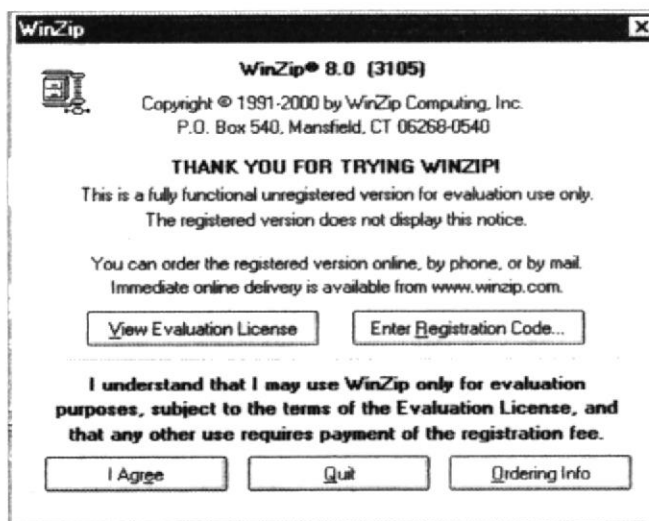 WinZip
WinZip® 8.0 (3105)
Copyright © 1991-2000 by WinZip Computing, Inc.
P.O. Box 540, Mansfield, CT 06268-0540
THANK YOU FOR TRYING WINZIP!
This is a fully functional unregistered version for evaluation use only.
The registered version does not display this notice.
You can order the registered version online, by phone, or by mail.
Immediate online delivery is available from www.winzip.com.
View Evaluation License Enter Registration Code...
I understand that I may use WinZip only for evaluation
purposes, subject to the terms of the Evaluation License, and
that any other use requires payment of the registration fee.
I Agree Quit Ordering Info